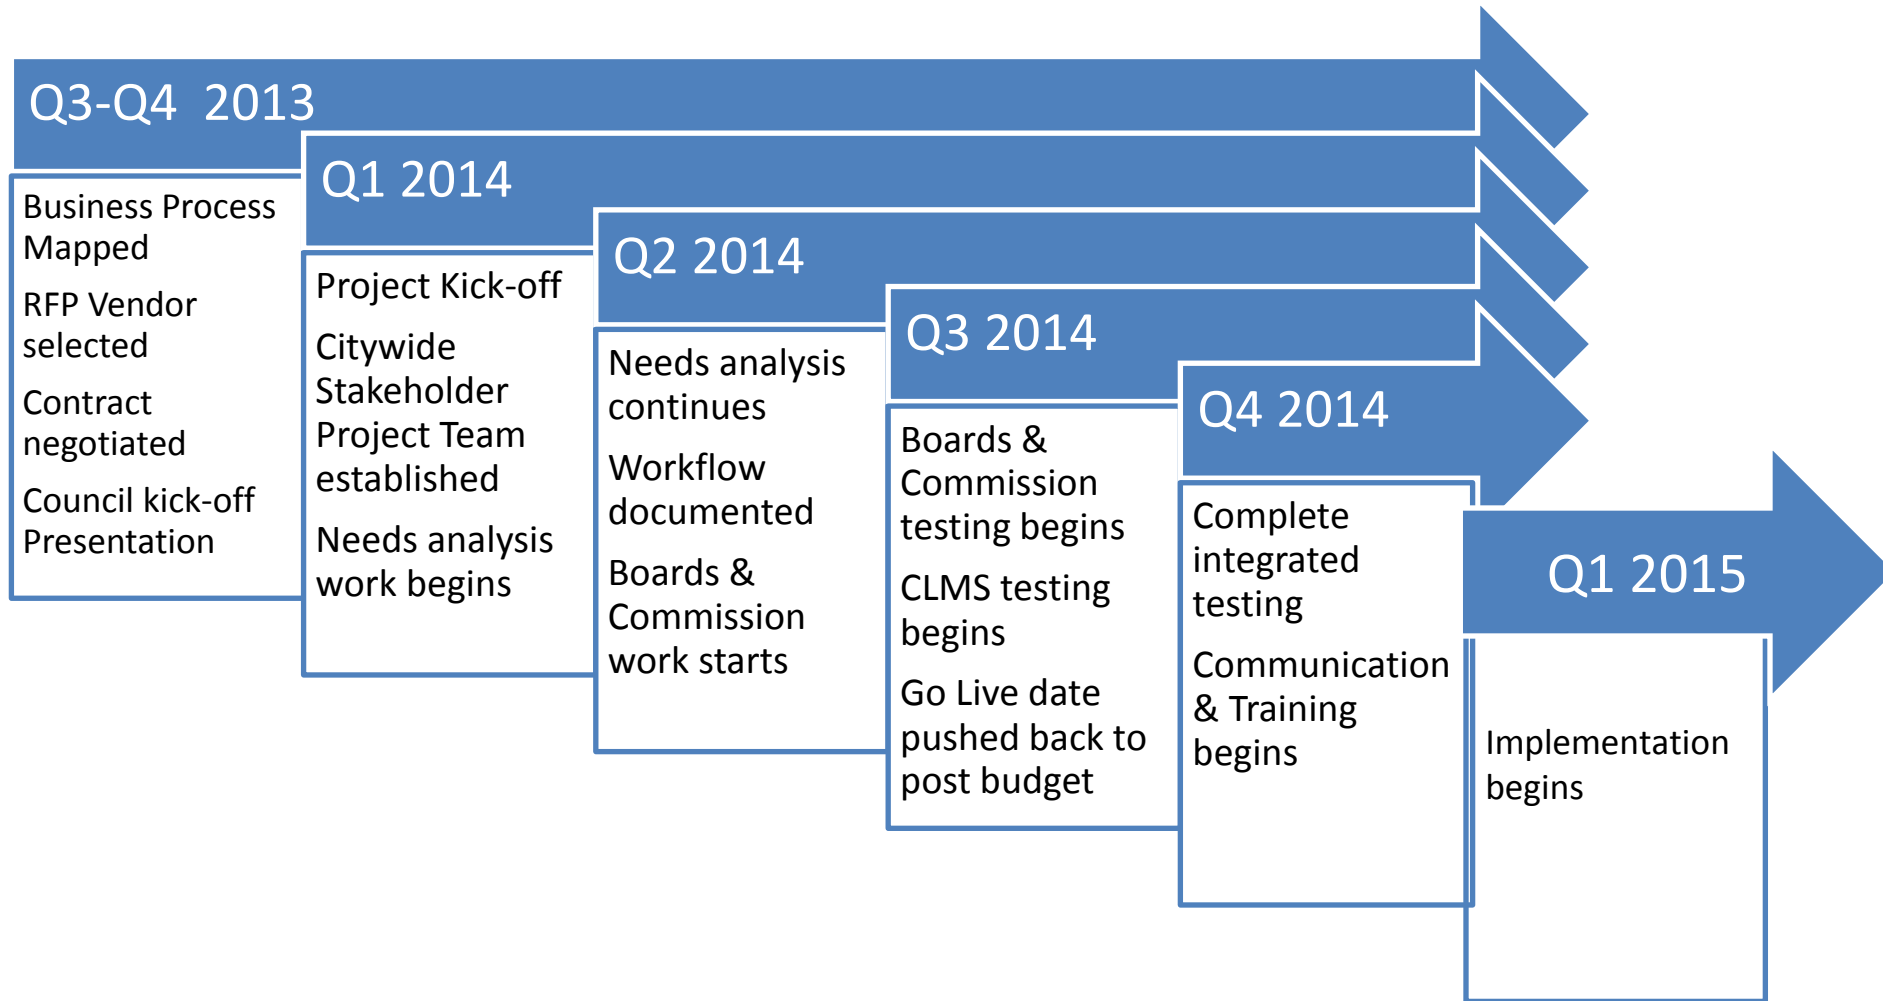 Q3-Q4  2013
Business Process
Mapped
RFP Vendor
selected
Contract
negotiated
Council kick-off
Presentation
Q1 2014
Project Kick-off
Citywide
Stakeholder
Project Team
established
Needs analysis
work begins
Q2 2014
Needs analysis
continues
Workflow
documented
Boards &
Commission
work starts
Q3 2014
Boards &
Commission
testing begins
CLMS testing
begins
Go Live date
pushed back to
post budget
Q4 2014
Complete
integrated
testing
Communication
& Training
begins
Q1 2015
Implementation
begins